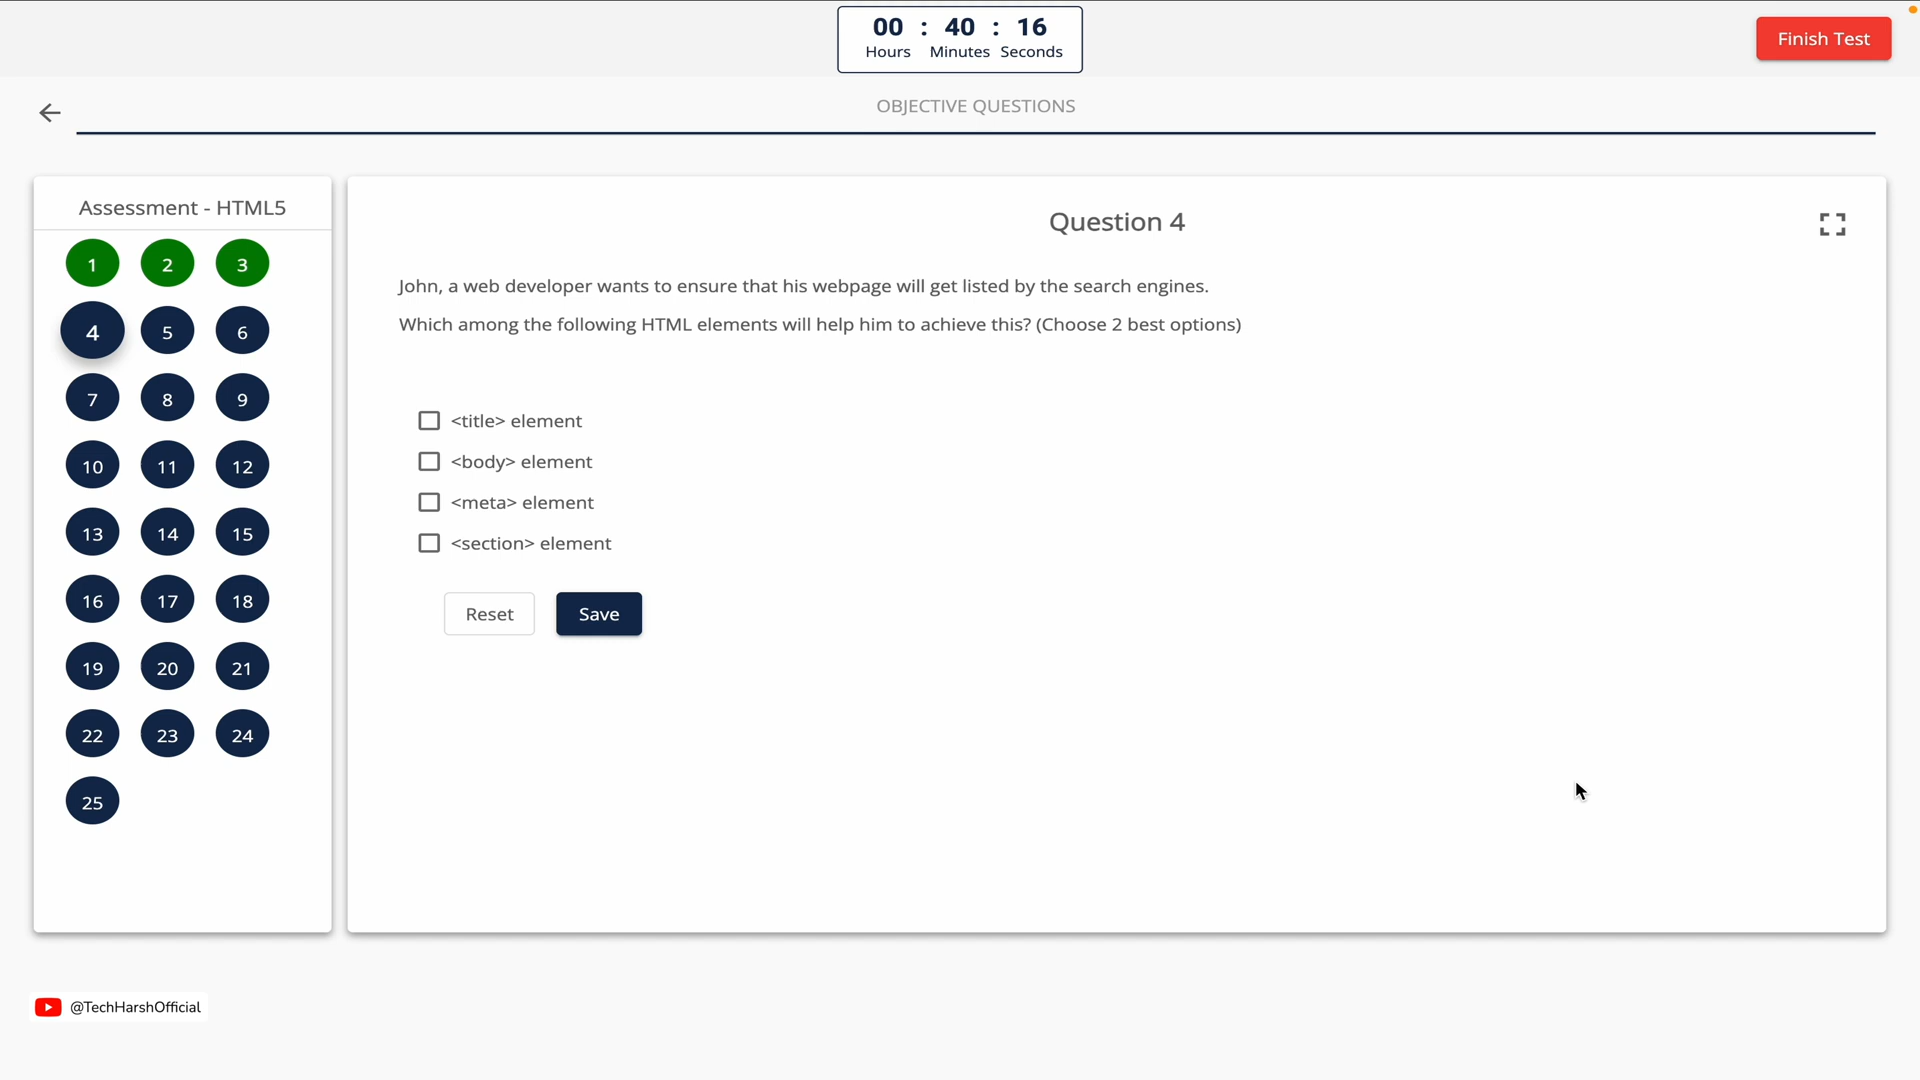 00 : 40 : 16
Hours Minutes Seconds
Finish Test
OBJECTIVE QUESTIONS
Assessment - HTML5
1 2 3
4 5 6
7 8 9
10 11 12
13 14 15
16 17 18
19 20 21
22 23 24
25
Question 4
John, a web developer wants to ensure that his webpage will get listed by the search engines.
Which among the following HTML elements will help him to achieve this? (Choose 2 best options)
<title> element
<body> element
<meta> element
<section> element
Reset Save
@TechHarshOfficial